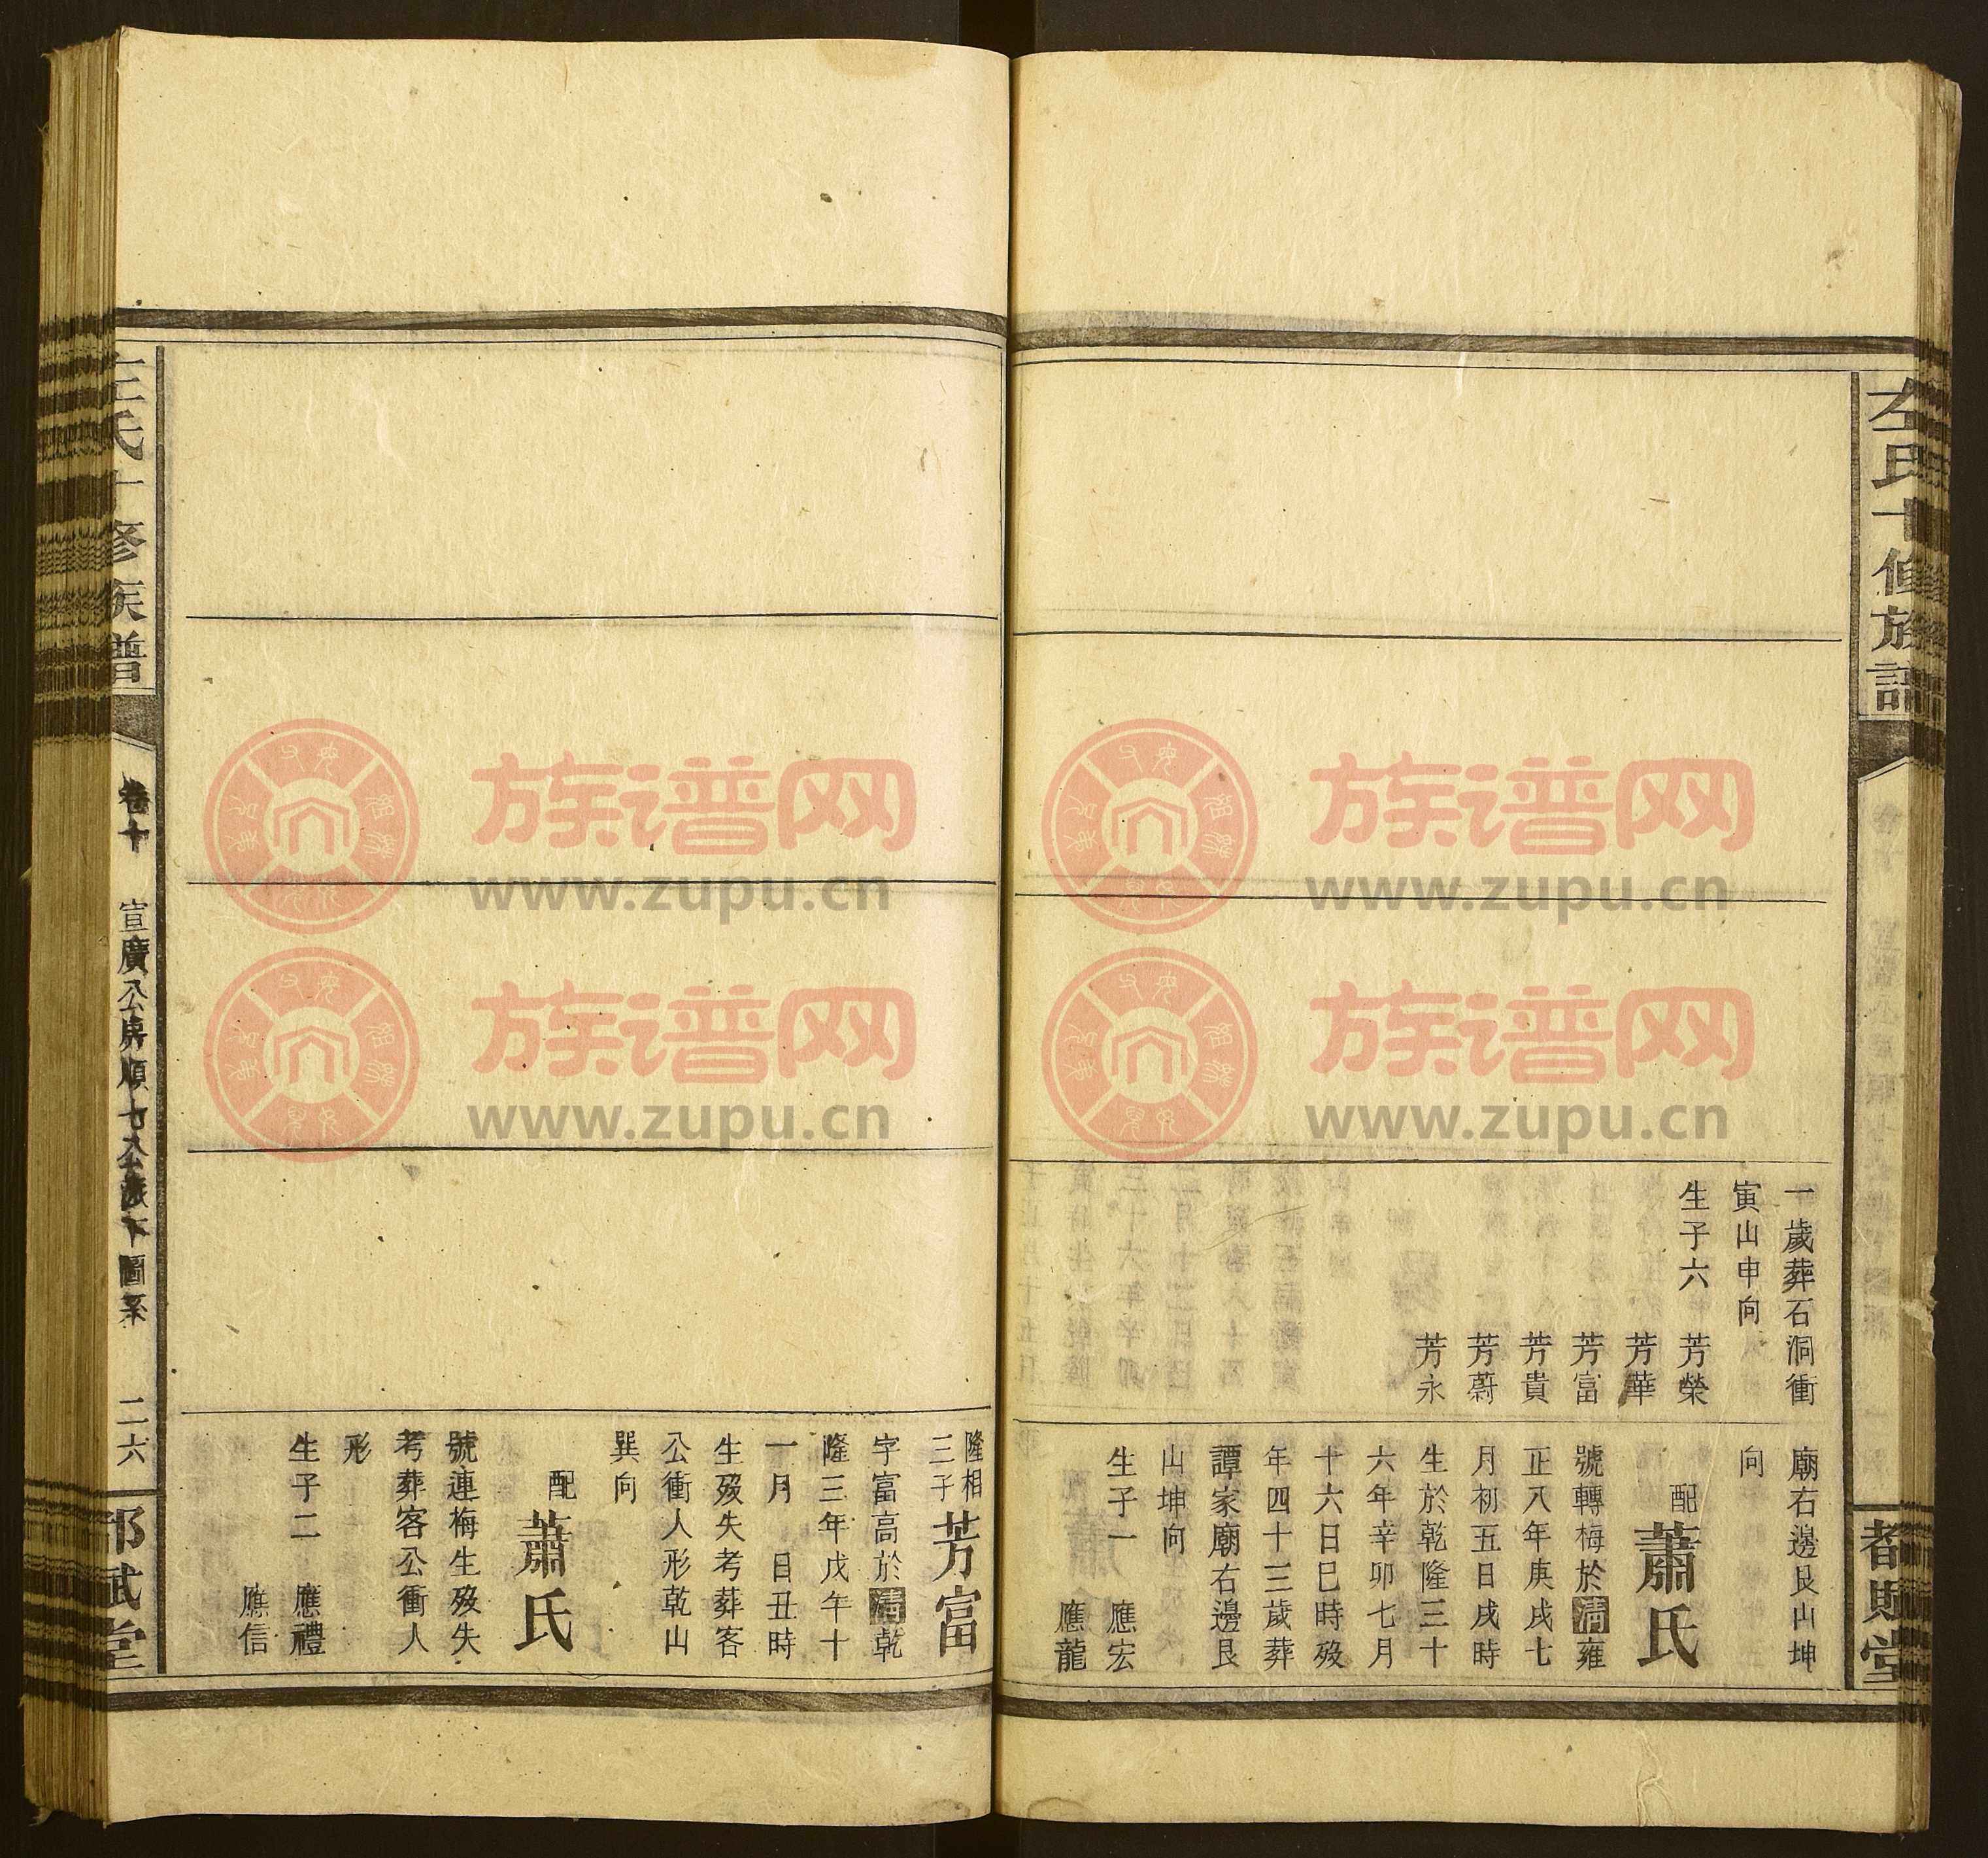 左氏十修族譜
一歲葬石洞衝
寅山申向
生子六 芳榮
芳華
芳富
芳貴
芳蔚
芳永
廟右邊艮山坤
向
配蕭氏
號轉梅於清雍
正八年庚戌七
月初五日戌時
生於乾隆三十
六年辛卯七月
十六日巳時歿
年四十三歲葬
譚家廟右邊艮
山坤向
生子一 應宏
應龍
隆相
三子
芳富
字富高於清乾
隆三年戊午十
一月 日丑時
生歿失考葬客
公衝人形乾山
巽向
配蕭氏
號連梅生歿失
考葬客公衝人
形
生子二 應禮
應信
氏十修族譜
卷十
宣廣公房順七公派下圖系
二六
族谱网
www.zupu.cn
族谱网
www.zupu.cn
族谱网
www.zupu.cn
族谱网
www.zupu.cn